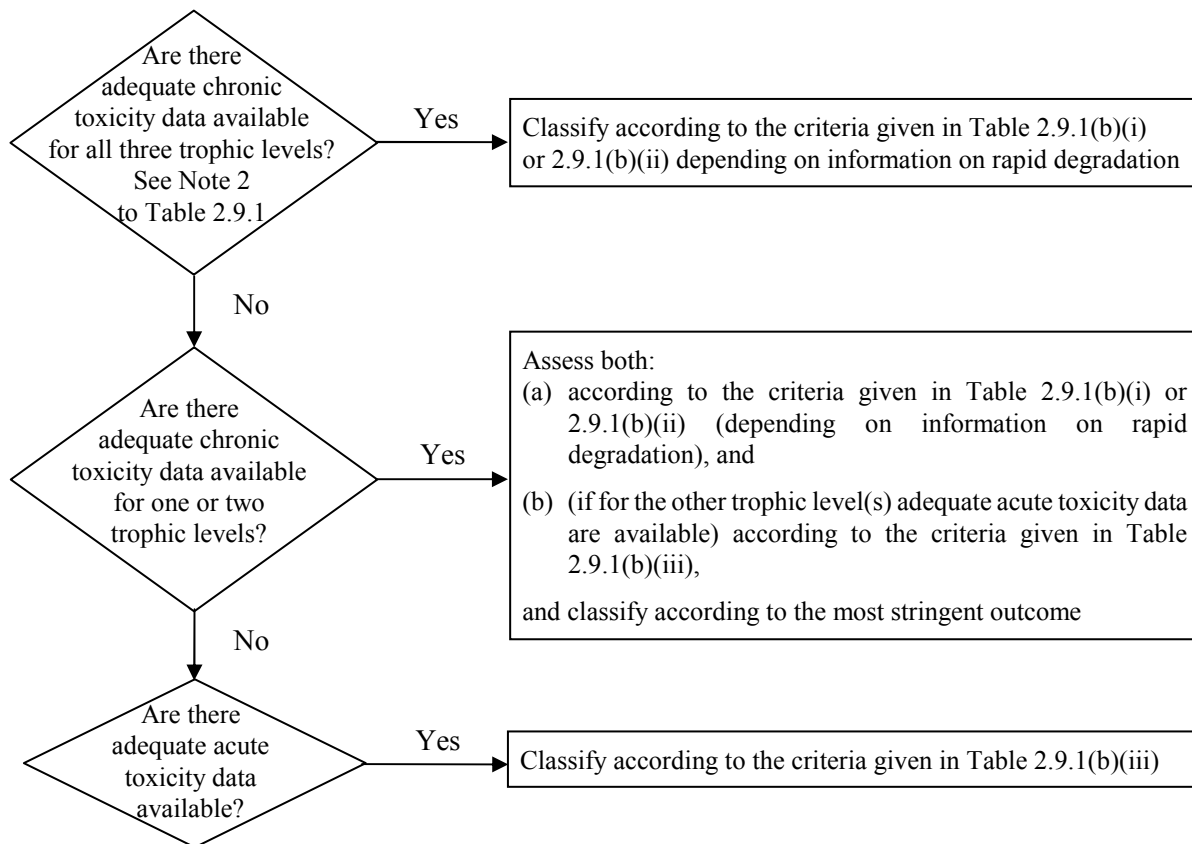 Are there
adequate chronic
toxicity data available
for all three trophic levels?
See Note 2
to Table 2.9.1
Yes
Classify according to the criteria given in Table 2.9.1(b)(i)
or 2.9.1(b)(ii) depending on information on rapid degradation
No
Are there
adequate chronic
toxicity data available
for one or two
trophic levels?
Yes
Assess both:
(a) according to the criteria given in Table 2.9.1(b)(i) or
2.9.1(b)(ii) (depending on information on rapid
degradation), and
(b) (if for the other trophic level(s) adequate acute toxicity data
are available) according to the criteria given in Table
2.9.1(b)(iii),
and classify according to the most stringent outcome
No
Are there
adequate acute
toxicity data
available?
Yes
Classify according to the criteria given in Table 2.9.1(b)(iii)